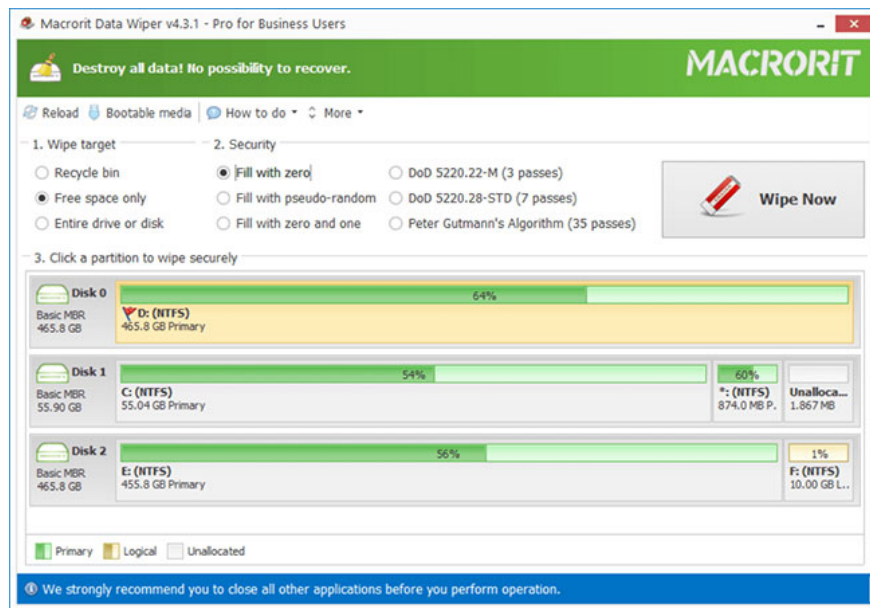 Macrorit Data Wiper v4.3.1 - Pro for Business Users
Destroy all data! No possibility to recover.
MACRORIT
Reload Bootable media How to do More
1. Wipe target
2. Security
Recycle bin
Fill with zero
DoD 5220.22-M (3 passes)
Free space only
Fill with pseudo-random
DoD 5220.28-STD (7 passes)
Entire drive or disk
Fill with zero and one
Peter Gutmann's Algorithm (35 passes)
Wipe Now
3. Click a partition to wipe securely
Disk 0
Basic MBR
465.8 GB
64%
D: (NTFS)
465.8 GB Primary
Disk 1
Basic MBR
55.90 GB
54%
C: (NTFS)
55.04 GB Primary
60%
*: (NTFS)
874.0 MB P.
Unalloca...
1.867 MB
Disk 2
Basic MBR
465.8 GB
56%
E: (NTFS)
455.8 GB Primary
1%
F: (NTFS)
10.00 GB L..
Primary Logical Unallocated
We strongly recommend you to close all other applications before you perform operation.